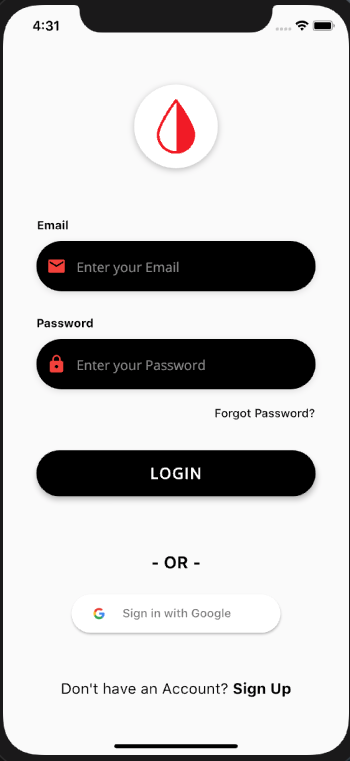 4:31
Email
Enter your Email
Password
Enter your Password
Forgot Password?
LOGIN
- OR -
Sign in with Google
Don't have an Account? Sign Up